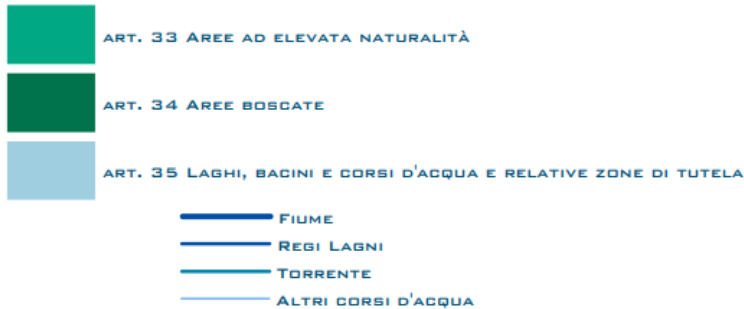 ART. 33 AREE AD ELEVATA NATURALITÀ
ART. 34 AREE BOSCATE
ART. 35 LAGHI, BACINI E CORSI D'ACQUA E RELATIVE ZONE DI TUTELA
FIUME
REGI LAGNI
TORRENTE
ALTRI CORSI D'ACQUA